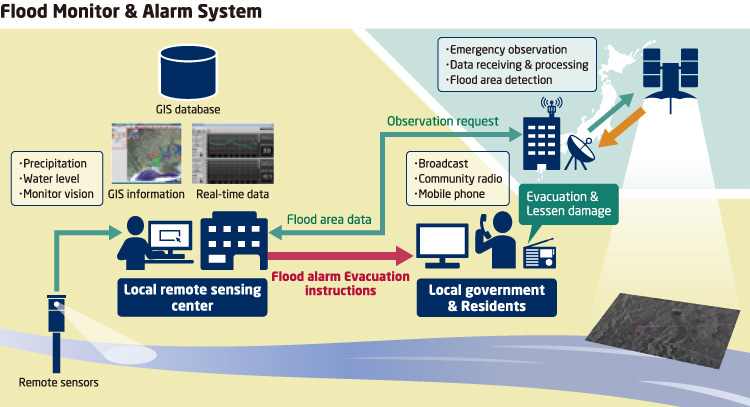 Flood Monitor & Alarm System
・Emergency observation
・Data receiving & processing
・Flood area detection
GIS database
Observation request
・Precipitation
・Water level
・Monitor vision
GIS information
Real-time data
・Broadcast
・Community radio
・Mobile phone
Evacuation &
Lessen damage
Flood area data
Flood alarm Evacuation
instructions
Local remote sensing
center
Local government
& Residents
Remote sensors